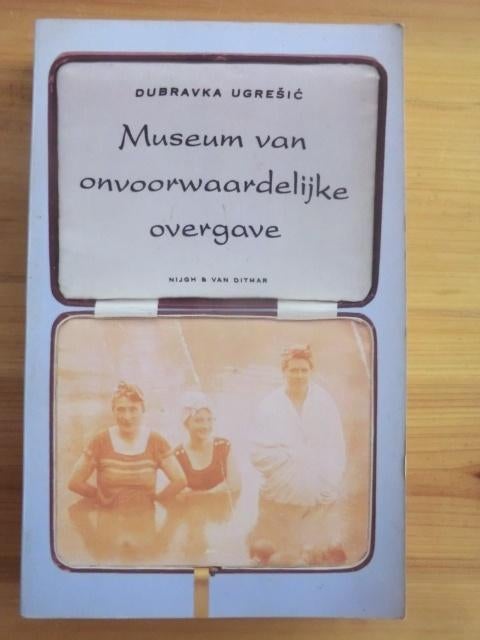 DUBRAVKA UGREŠIĆ
Museum van
onvoorwaardelijke
overgave
NIJGH & VAN DITMAR